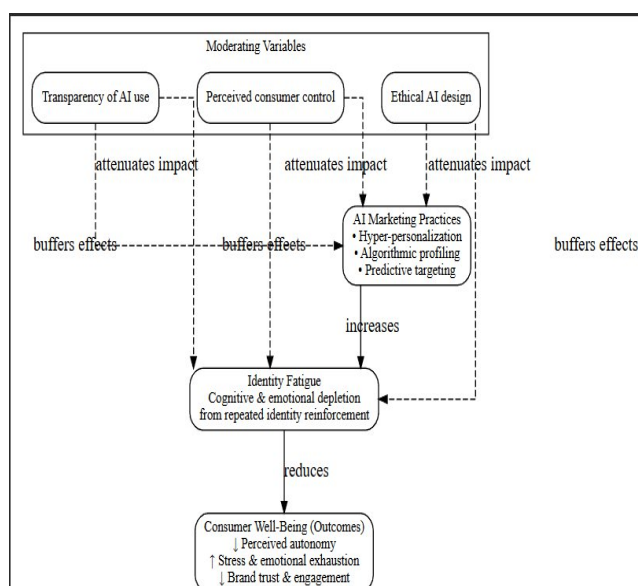 Moderating Variables
Transparency of AI use
Perceived consumer control
Ethical AI design
attenuates impact
attenuates impact
attenuates impact
AI Marketing Practices
• Hyper-personalization
• Algorithmic profiling
• Predictive targeting
buffers effects
buffers effects
buffers effects
increases
Identity Fatigue
Cognitive & emotional depletion
from repeated identity reinforcement
reduces
Consumer Well-Being (Outcomes)
↓ Perceived autonomy
↑ Stress & emotional exhaustion
↓ Brand trust & engagement